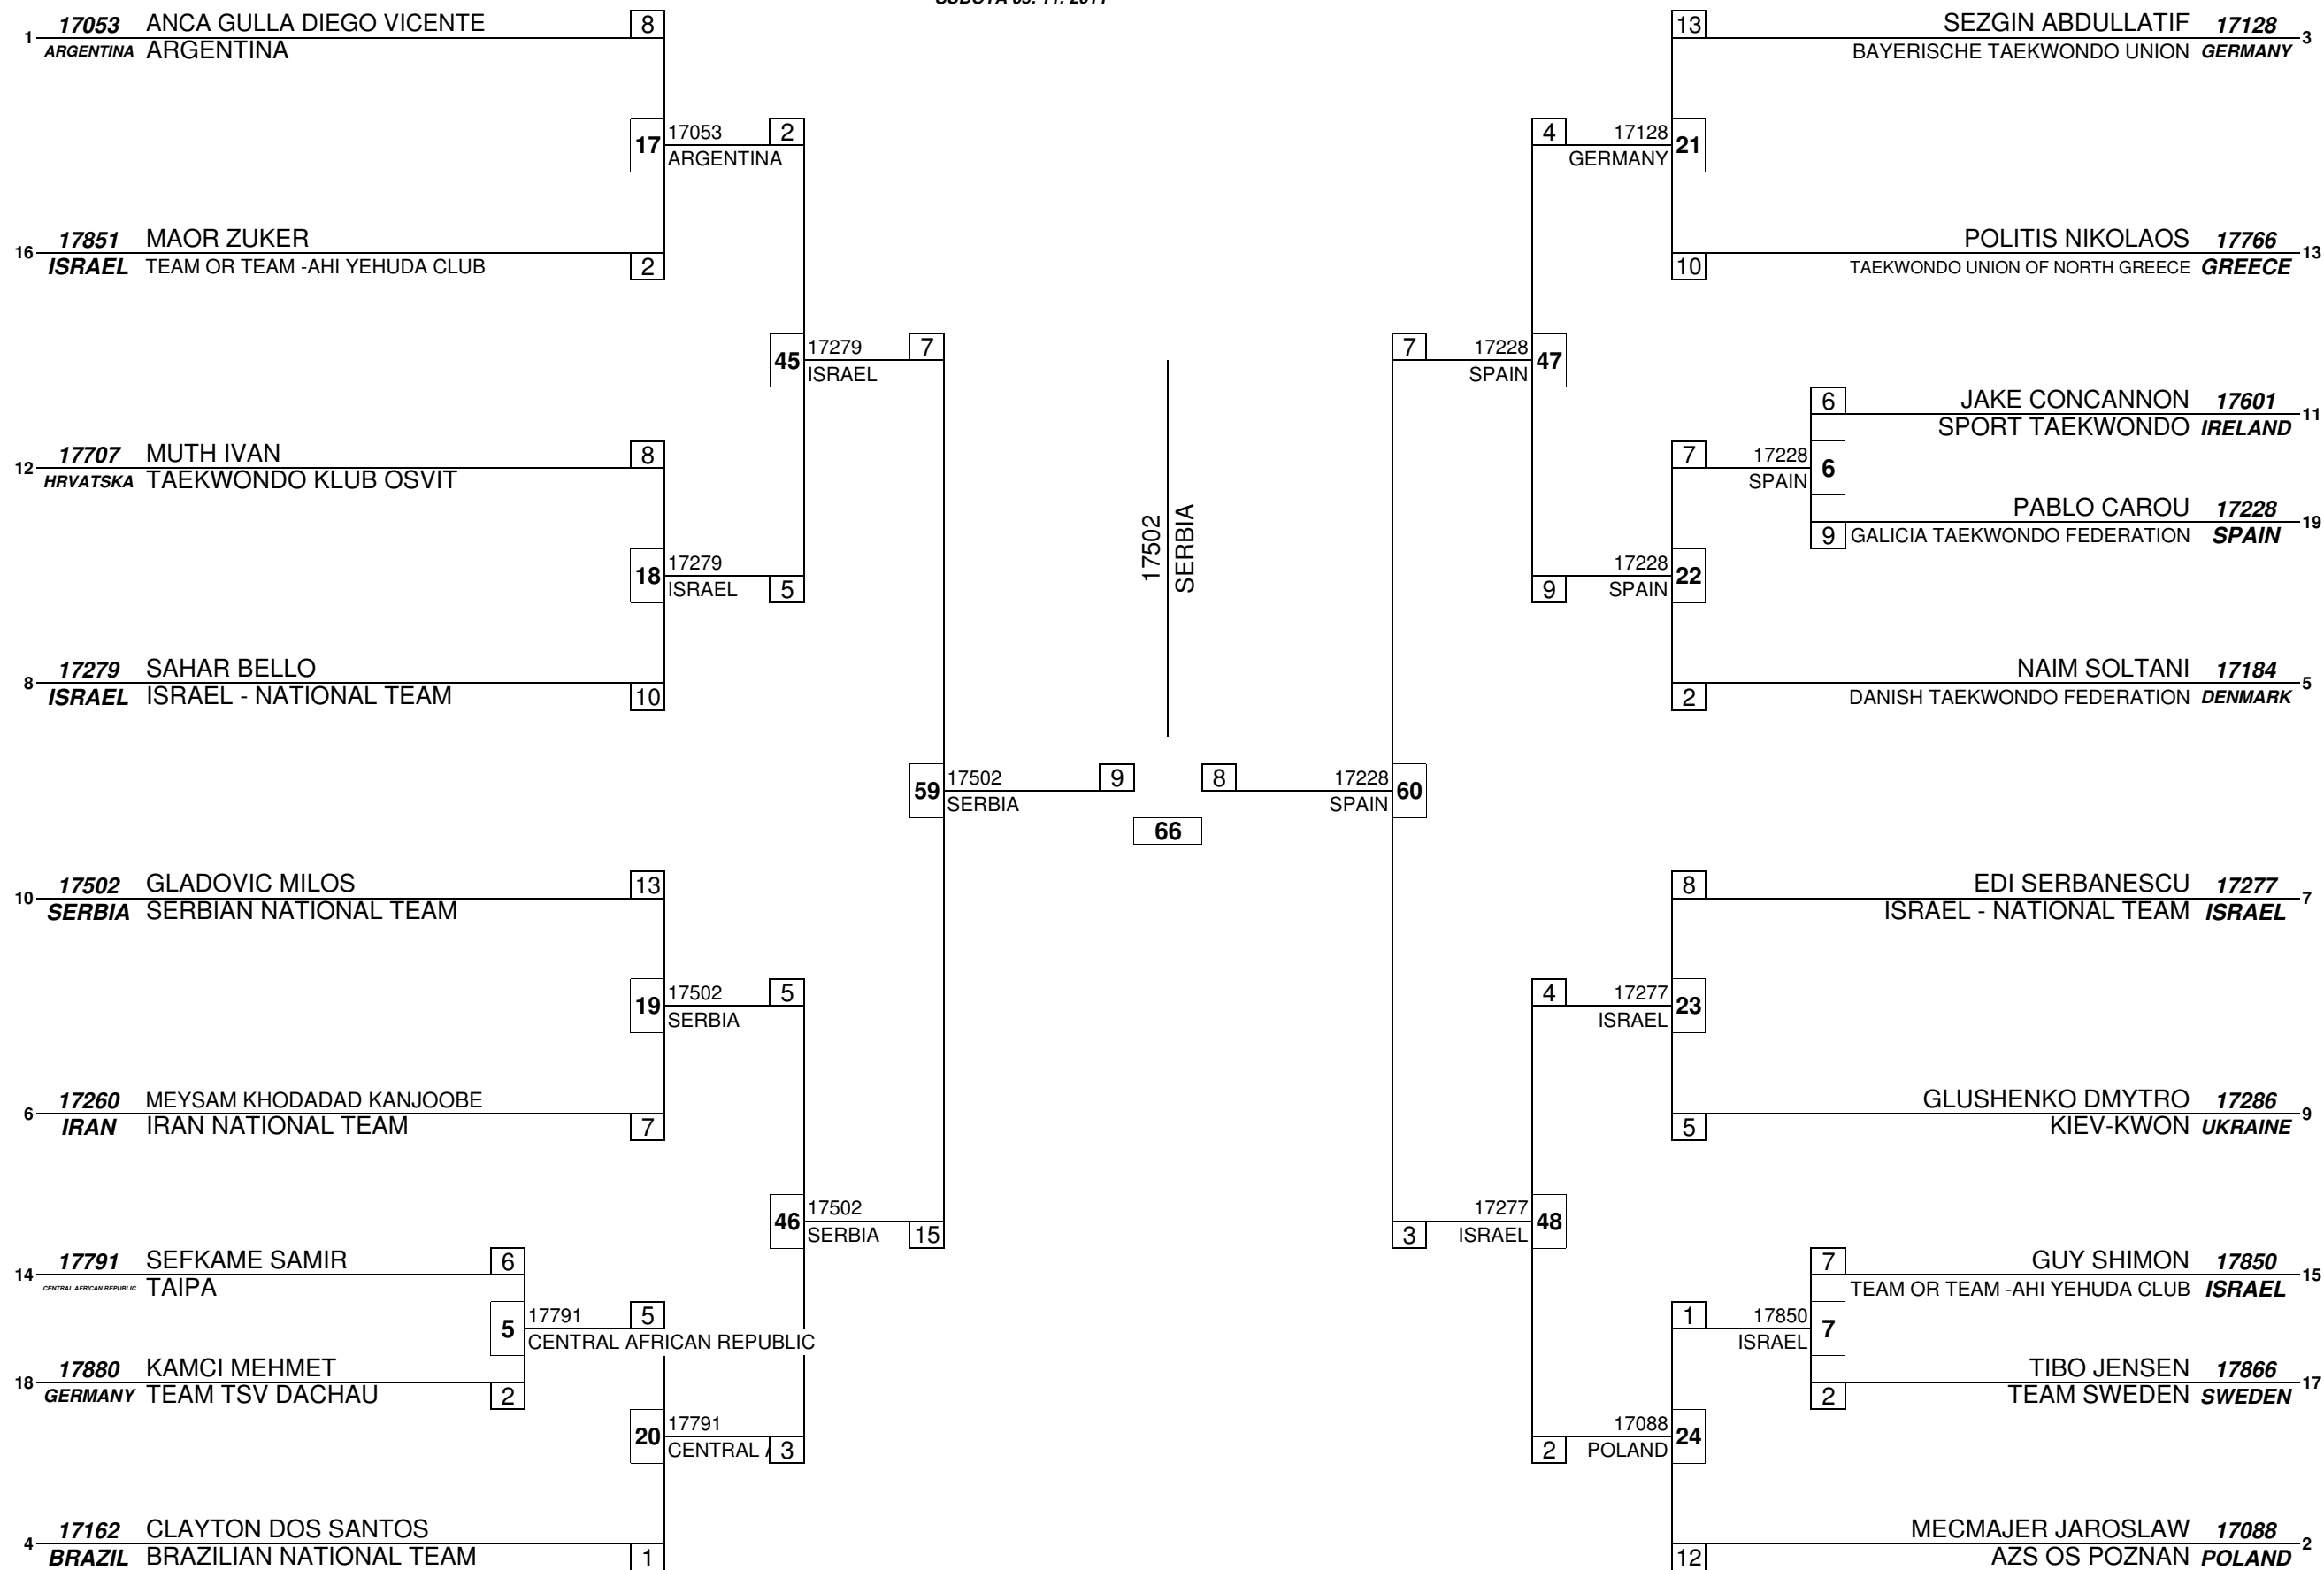 1 17053 ANCA GULLA DIEGO VICENTE 8
ARGENTINA ARGENTINA
17 17053 2
ARGENTINA
16 17851 MAOR ZUKER
ISRAEL TEAM OR TEAM -AHI YEHUDA CLUB 2
45 17279 7
ISRAEL
12 17707 MUTH IVAN 8
HRVATSKA TAEKWONDO KLUB OSVIT
18 17279
ISRAEL 5
8 17279 SAHAR BELLO
ISRAEL ISRAEL - NATIONAL TEAM 10
59 17502 9
SERBIA
10 17502 GLADOVIC MILOS 13
SERBIA SERBIAN NATIONAL TEAM
19 17502 5
SERBIA
6 17260 MEYSAM KHODADAD KANJOOBE
IRAN IRAN NATIONAL TEAM 7
46 17502
SERBIA 15
14 17791 SEFKAME SAMIR 6
CENTRAL AFRICAN REPUBLIC TAIPA
5 17791 5
CENTRAL AFRICAN REPUBLIC
18 17880 KAMCI MEHMET
GERMANY TEAM TSV DACHAU 2
20 17791
CENTRAL 3
4 17162 CLAYTON DOS SANTOS
BRAZIL BRAZILIAN NATIONAL TEAM 1
17502
SERBIA
66
13 SEZGIN ABDULLATIF 17128 3
BAYERISCHE TAEKWONDO UNION GERMANY
4 17128 21
GERMANY
POLITIS NIKOLAOS 17766 13
10 TAEKWONDO UNION OF NORTH GREECE GREECE
7 17228 47
SPAIN
6 JAKE CONCANNON 17601 11
SPORT TAEKWONDO IRELAND
7 17228 6
SPAIN
PABLO CAROU 17228 19
9 GALICIA TAEKWONDO FEDERATION SPAIN
17228 22
9 SPAIN
NAIM SOLTANI 17184 5
2 DANISH TAEKWONDO FEDERATION DENMARK
8 17228 60
SPAIN
8 EDI SERBANESCU 17277 7
ISRAEL - NATIONAL TEAM ISRAEL
4 17277 23
ISRAEL
GLUSHENKO DMYTRO 17286 9
5 KIEV-KWON UKRAINE
17277 48
3 ISRAEL
7 GUY SHIMON 17850 15
TEAM OR TEAM -AHI YEHUDA CLUB ISRAEL
1 17850 7
ISRAEL
TIBO JENSEN 17866 17
2 TEAM SWEDEN SWEDEN
17088 24
2 POLAND
MECMAJER JAROSLAW 17088 2
12 AZS OS POZNAN POLAND